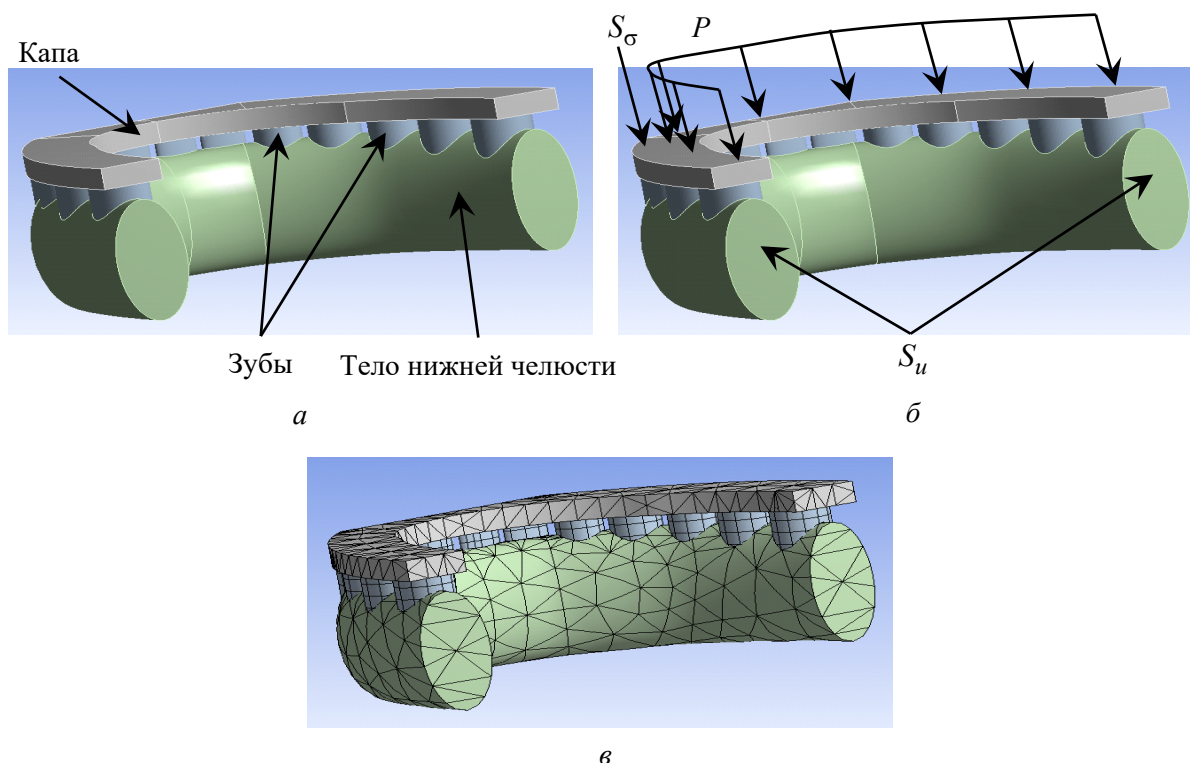 Капа
Зубы
Тело нижней челюсти
а
Sσ
P
Su
б
в